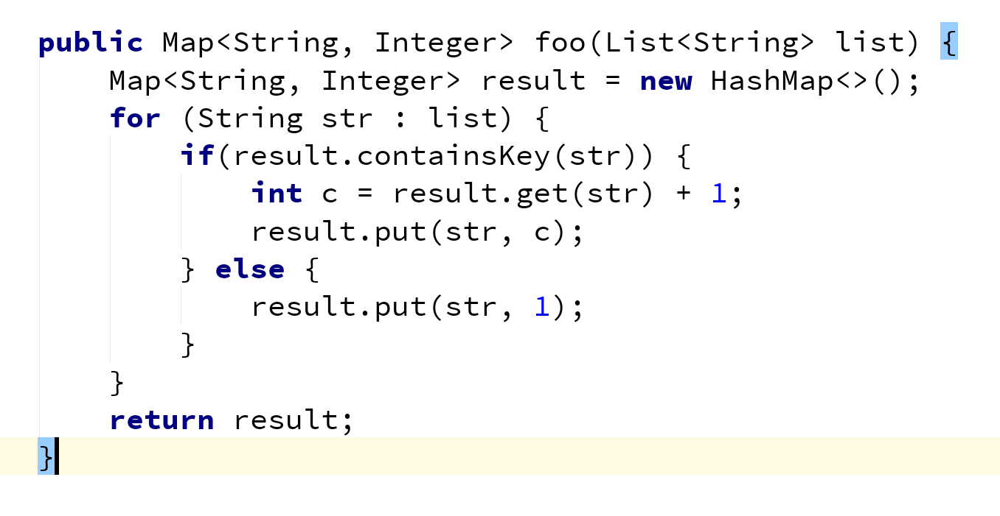 public Map<String, Integer> foo(List<String> list) {
    Map<String, Integer> result = new HashMap<>();
    for (String str : list) {
        if(result.containsKey(str)) {
            int c = result.get(str) + 1;
            result.put(str, c);
        } else {
            result.put(str, 1);
        }
    }
    return result;
}